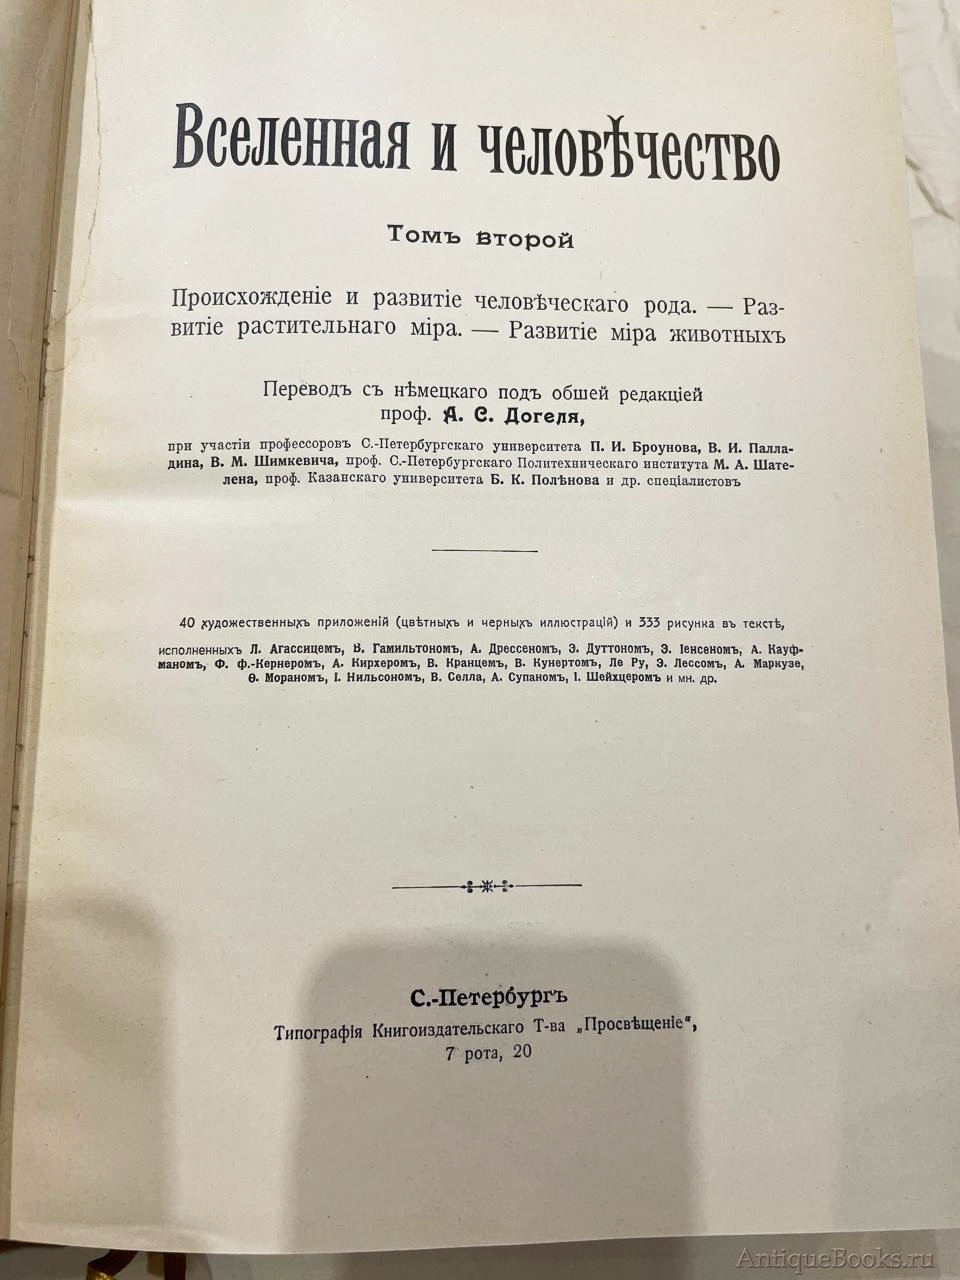 Вселенная и человѣчество
Томъ второй
Происхожденіе и развитіе человѣческаго рода. — Раз-
витіе растительнаго міра. — Развитіе міра животныхъ
Переводъ съ нѣмецкаго подъ общей редакціей
проф. А. С. Догеля,
при участіи профессоровъ С.-Петербургскаго университета П. И. Броунова, В. И. Палла-
дина, В. М. Шимкевича, проф. С.-Петербургскаго Политехническаго института М. А. Шате-
лена, проф. Казанскаго университета Б. К. Полѣнова и др. спеціалистовъ
40 художественныхъ приложеній (цвѣтныхъ и черныхъ иллюстрацій) и 333 рисунка въ текстѣ,
исполненныхъ Л. Агассицемъ, В. Гамильтономъ, А. Дрессеномъ, Э. Дуттономъ, Э. Іенсеномъ, А. Кауф-
маномъ, Ф. ф.-Кернеромъ, А. Кирхеромъ, В. Кранцемъ, В. Кунертомъ, Ле Ру, Э. Лессомъ, А. Маркузе,
Ѳ. Мораномъ, І. Нильсономъ, В. Селла, А. Супаномъ, І. Шейхцеромъ и мн. др.
С.-Петербургъ
Типографія Книгоиздательскаго Т-ва „Просвѣщеніе“,
7 рота, 20
AntiqueBooks.ru